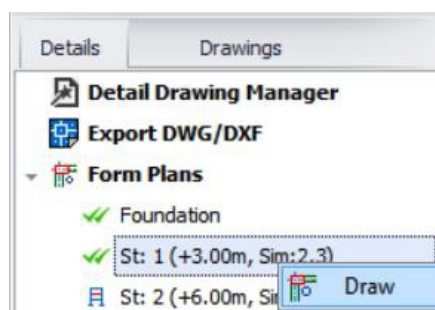 Details Drawings
Detail Drawing Manager
Export DWG/DXF
Form Plans
Foundation
St: 1 (+3.00m, Sim:2,3)
Draw
St: 2 (+6.00m,